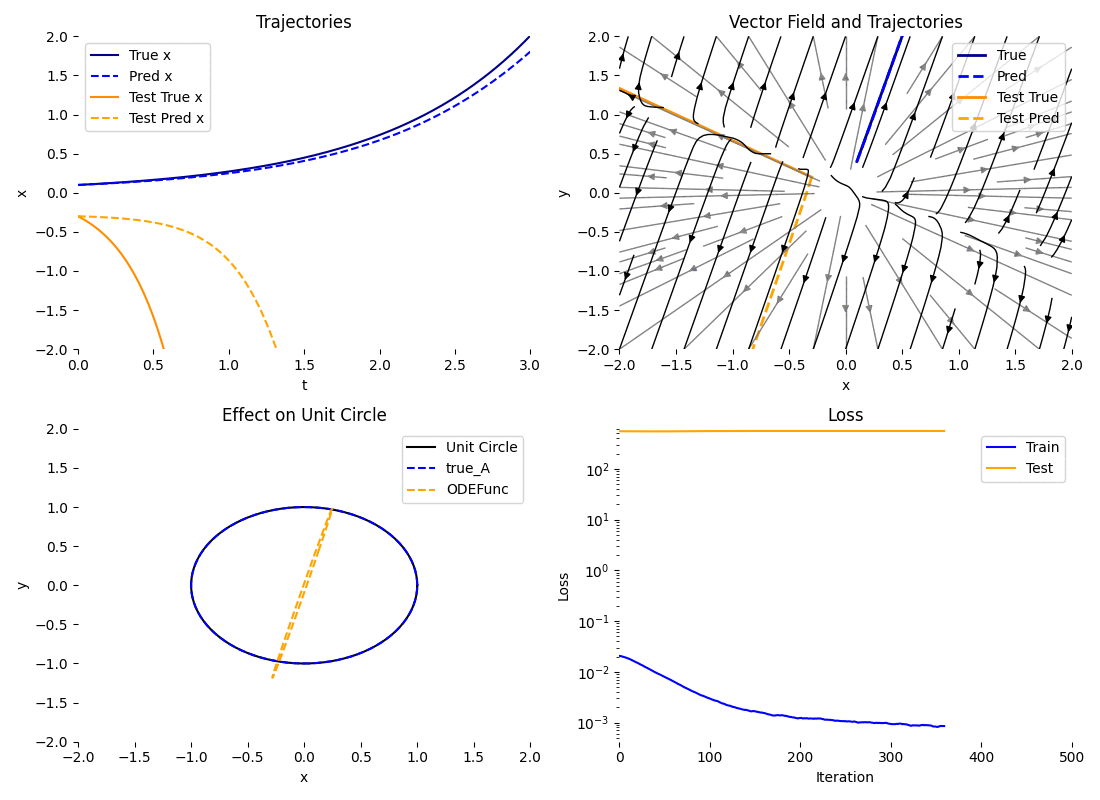 Trajectories
2.0
1.5
1.0
0.5
0.0
−0.5
−1.0
−1.5
−2.0
x
True x
Pred x
Test True x
Test Pred x
0.0 0.5 1.0 1.5 2.0 2.5 3.0
t
Vector Field and Trajectories
2.0
1.5
1.0
0.5
0.0
−0.5
−1.0
−1.5
−2.0
y
True
Pred
Test True
Test Pred
−2.0 −1.5 −1.0 −0.5 0.0 0.5 1.0 1.5 2.0
x
Effect on Unit Circle
2.0
1.5
1.0
0.5
0.0
−0.5
−1.0
−1.5
−2.0
y
Unit Circle
true_A
ODEFunc
−2.0 −1.5 −1.0 −0.5 0.0 0.5 1.0 1.5 2.0
x
Loss
10²
10¹
10⁰
10⁻¹
10⁻²
10⁻³
Loss
Train
Test
0 100 200 300 400 500
Iteration